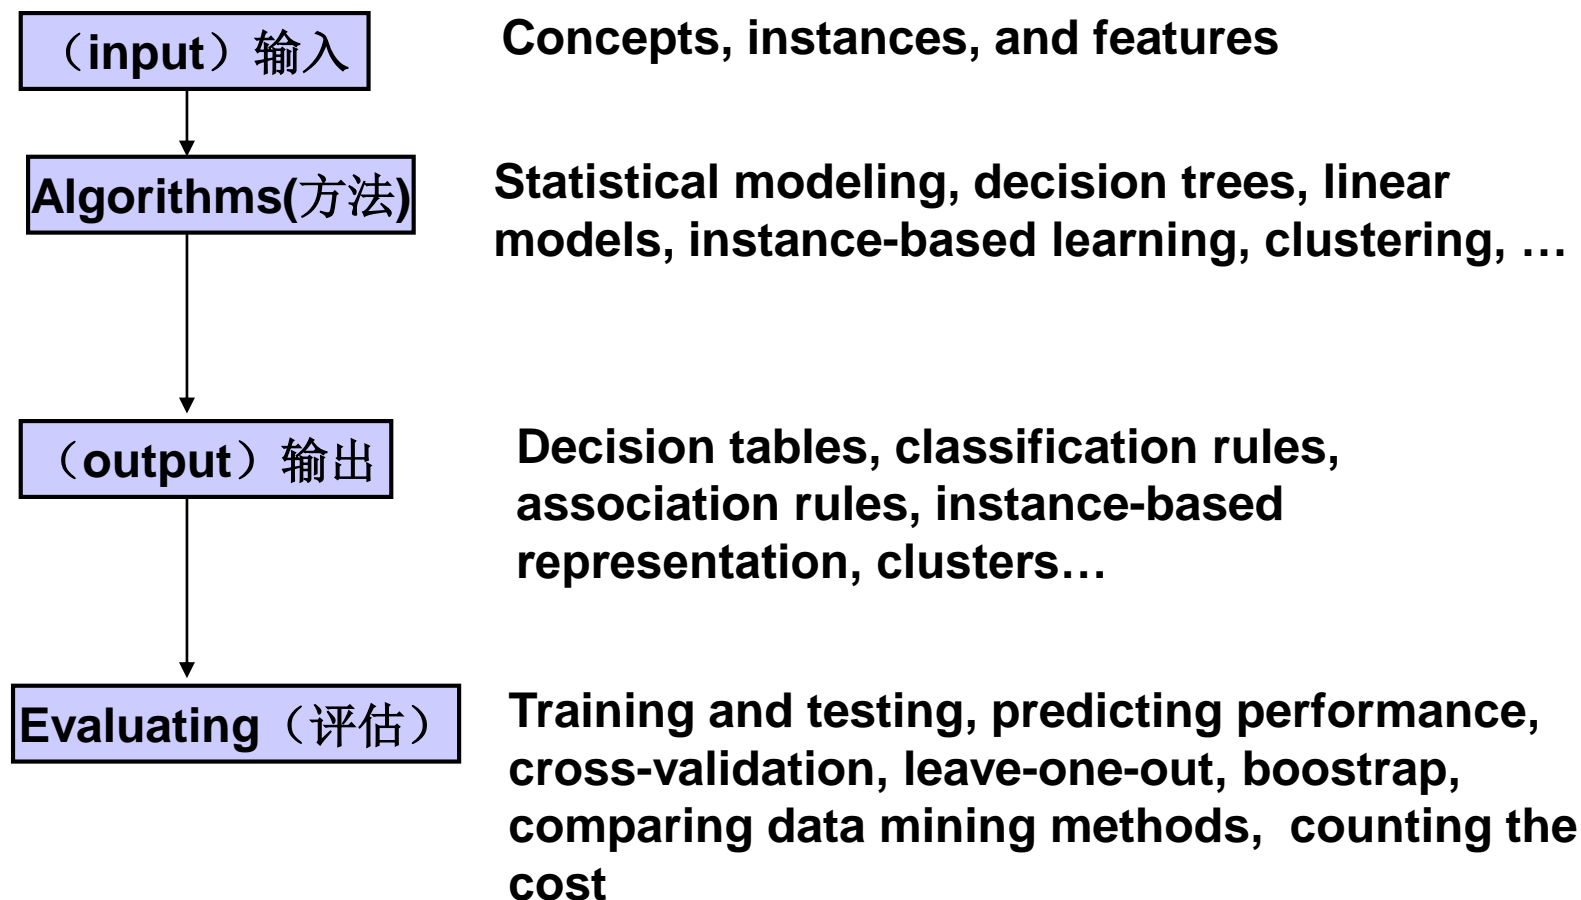 （input）输入
Concepts, instances, and features
Algorithms(方法)
Statistical modeling, decision trees, linear
models, instance-based learning, clustering, …
（output）输出
Decision tables, classification rules,
association rules, instance-based
representation, clusters…
Evaluating（评估）
Training and testing, predicting performance,
cross-validation, leave-one-out, boostrap,
comparing data mining methods,  counting the
cost